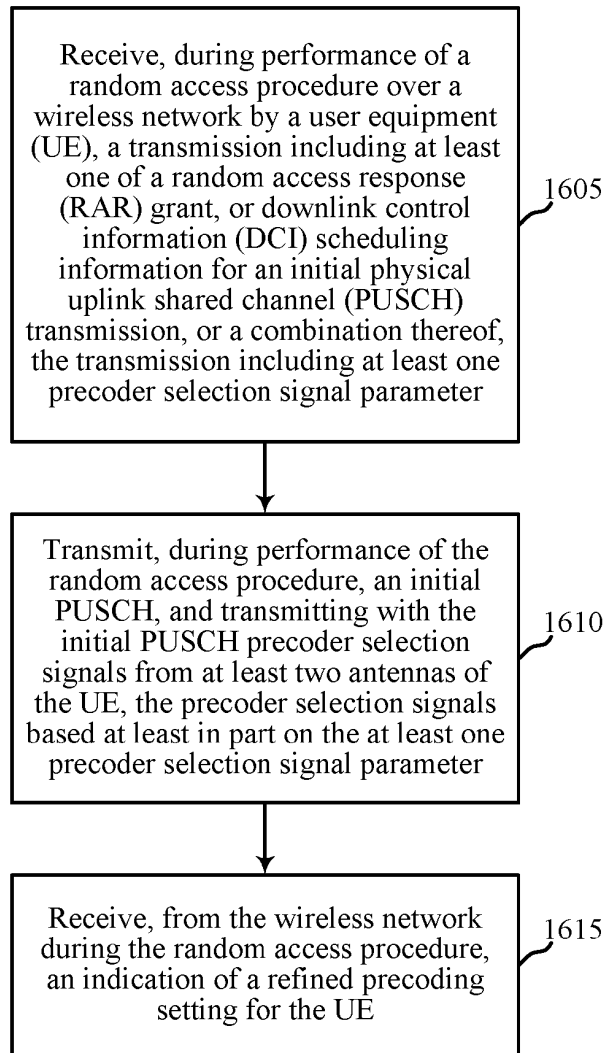 Receive, during performance of a
random access procedure over a
wireless network by a user equipment
(UE), a transmission including at least
one of a random access response
(RAR) grant, or downlink control
information (DCI) scheduling
information for an initial physical
uplink shared channel (PUSCH)
transmission, or a combination thereof,
the transmission including at least one
precoder selection signal parameter
1605
Transmit, during performance of the
random access procedure, an initial
PUSCH, and transmitting with the
initial PUSCH precoder selection
signals from at least two antennas of
the UE, the precoder selection signals
based at least in part on the at least one
precoder selection signal parameter
1610
Receive, from the wireless network
during the random access procedure,
an indication of a refined precoding
setting for the UE
1615